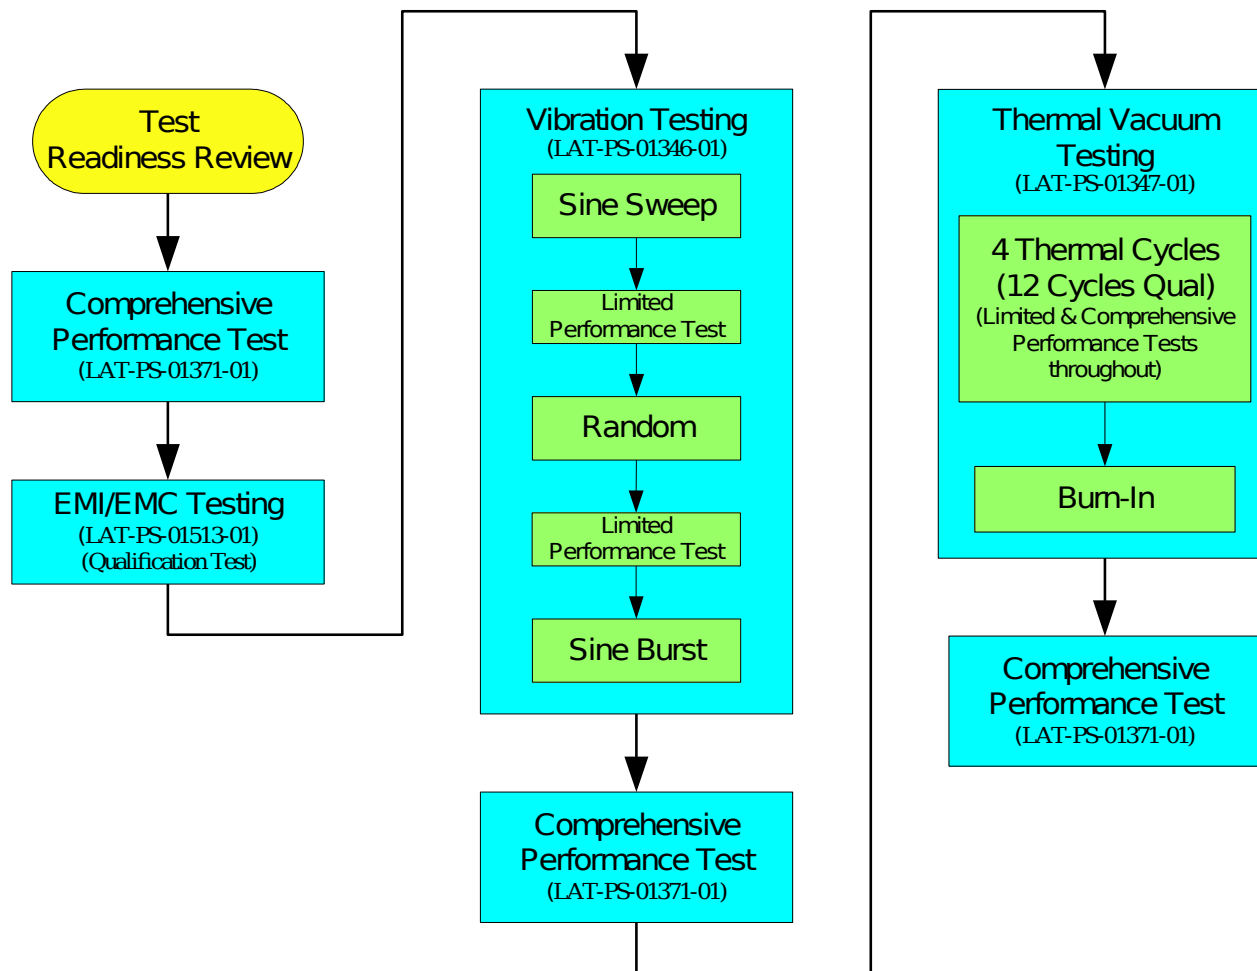 Test
Readiness Review
Comprehensive
Performance Test
(LAT-PS-01371-01)
EMI/EMC Testing
(LAT-PS-01513-01)
(Qualification Test)
Vibration Testing
(LAT-PS-01346-01)
Sine Sweep
Limited
Performance Test
Random
Limited
Performance Test
Sine Burst
Comprehensive
Performance Test
(LAT-PS-01371-01)
Thermal Vacuum
Testing
(LAT-PS-01347-01)
4 Thermal Cycles
(12 Cycles Qual)
(Limited & Comprehensive
Performance Tests
throughout)
Burn-In
Comprehensive
Performance Test
(LAT-PS-01371-01)